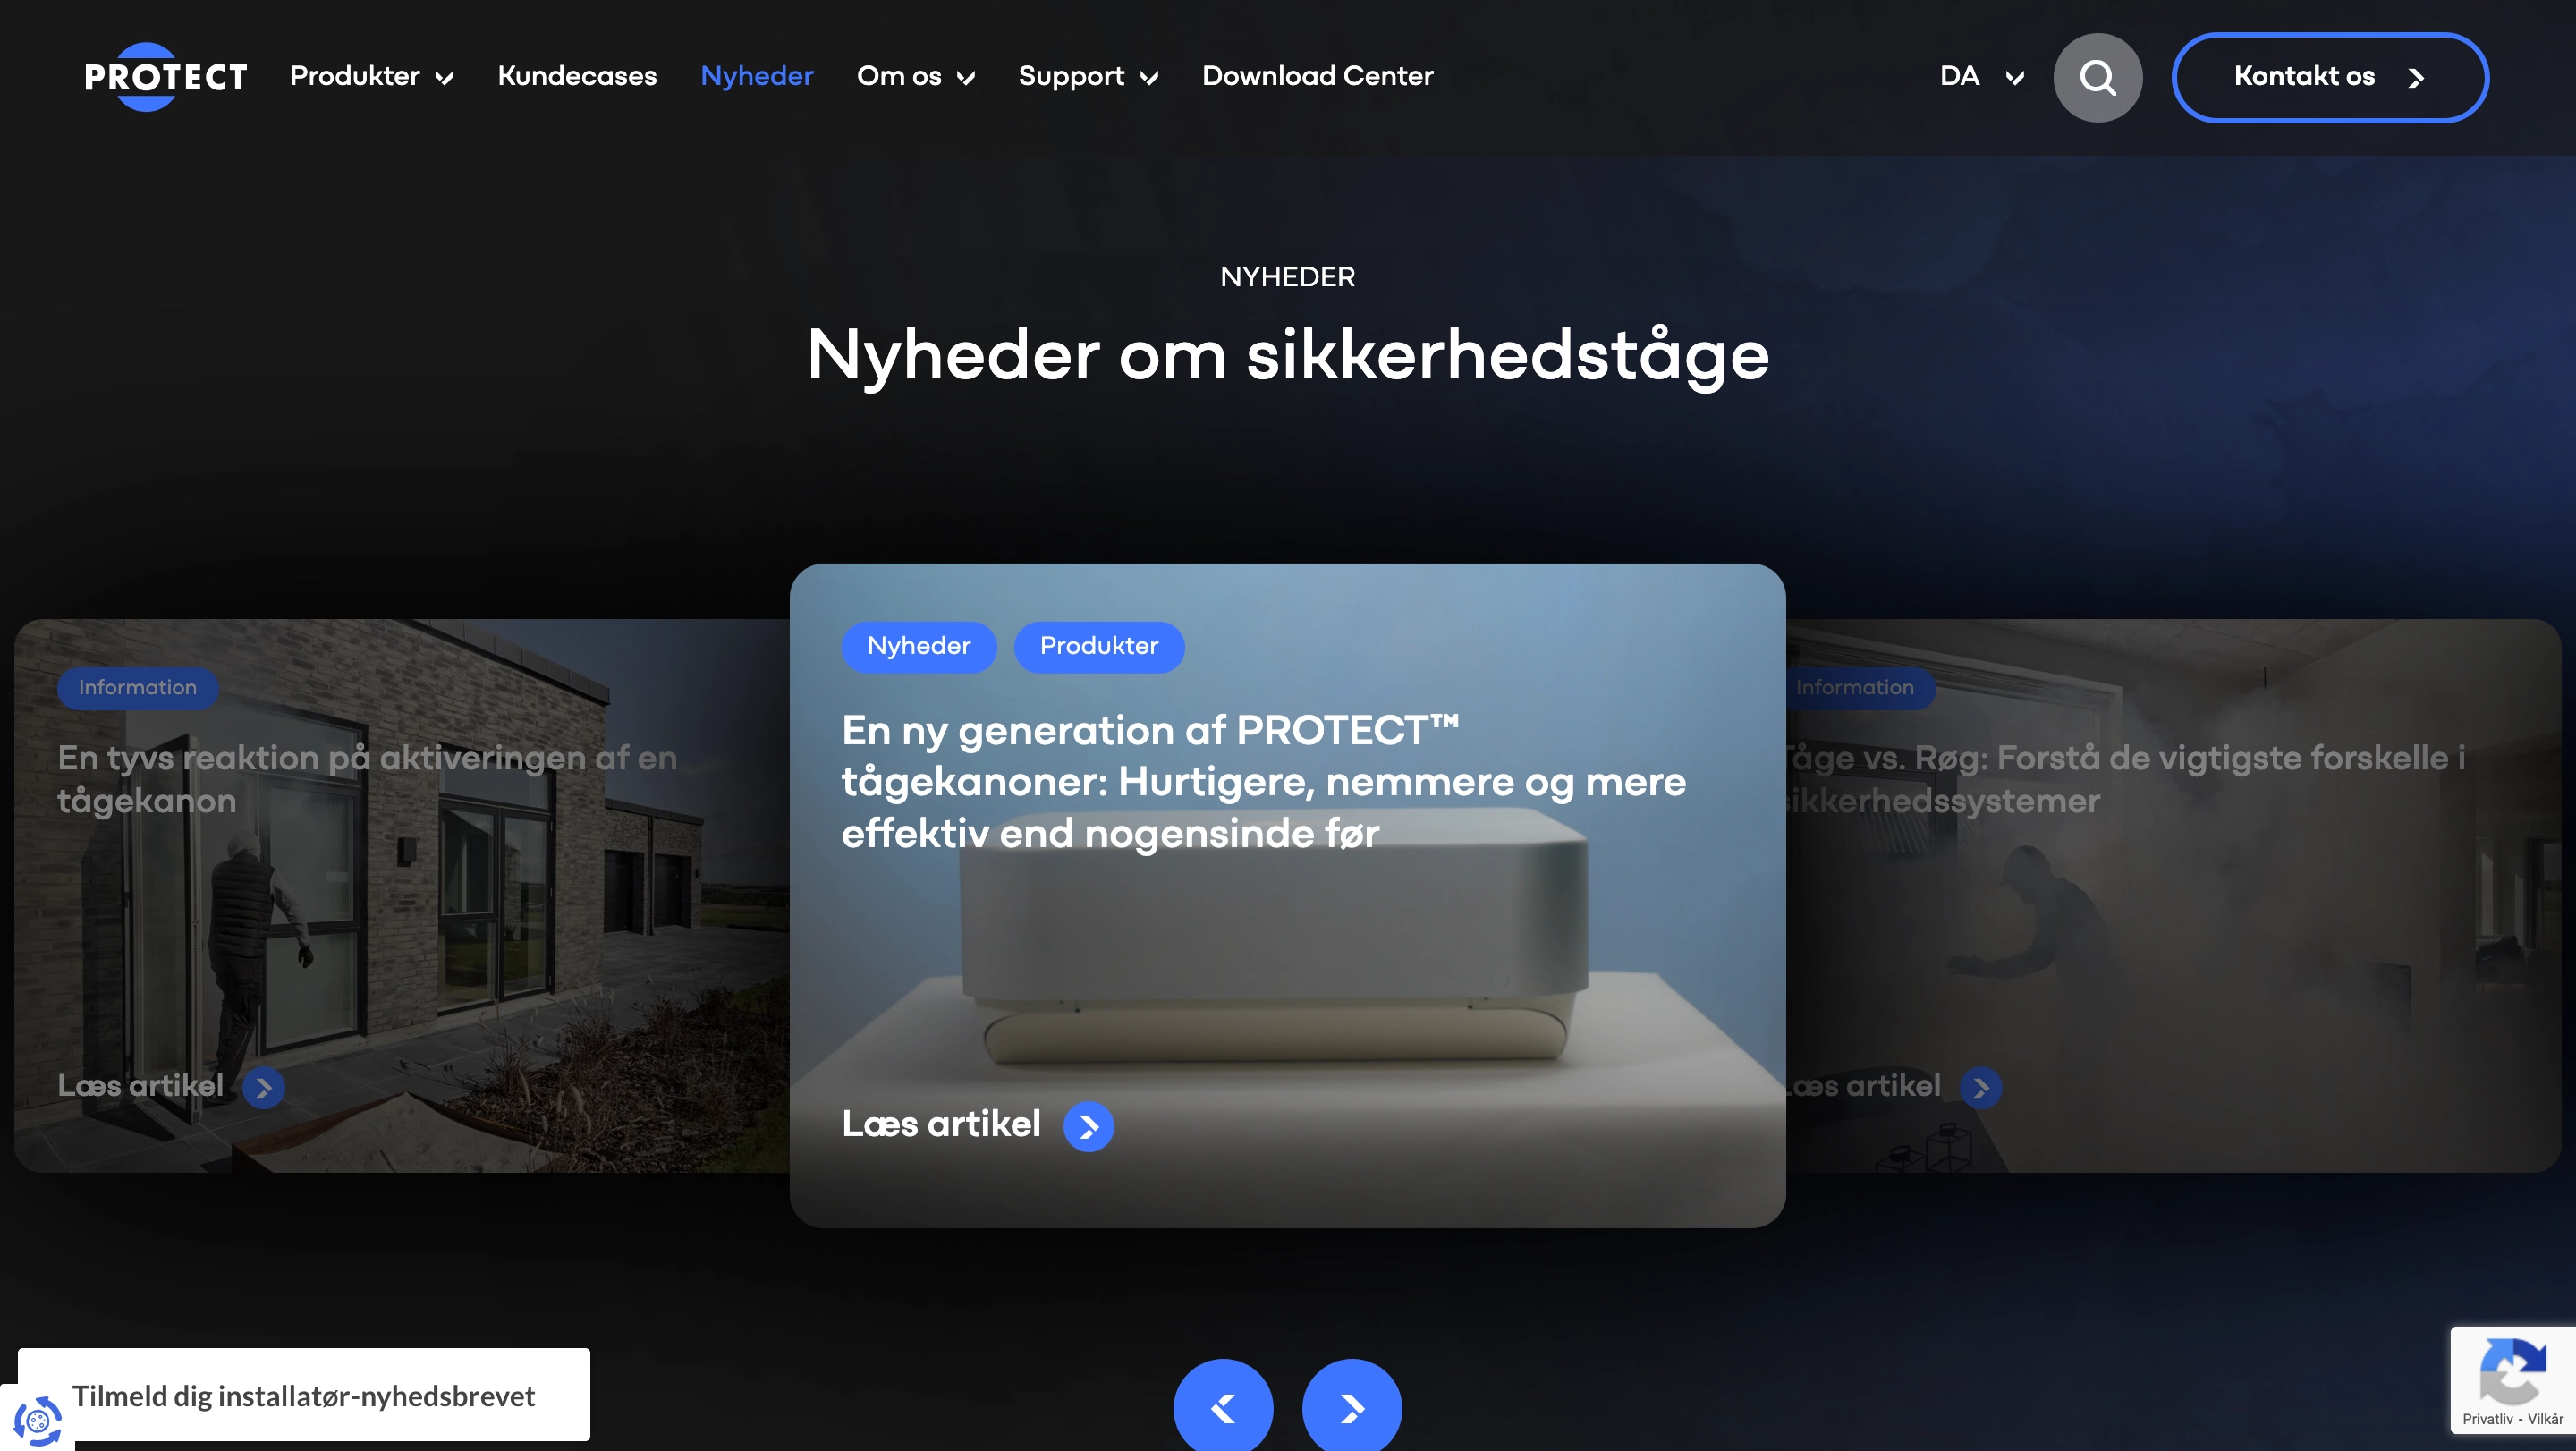 PROTECT
Produkter
Kundecases
Nyheder
Om os
Support
Download Center
DA
Kontakt os
NYHEDER
Nyheder om sikkerhedståge
Information
En tyvs reaktion på aktiveringen af en
tågekanon
Læs artikel
Nyheder
Produkter
En ny generation af PROTECT™
tågekanoner: Hurtigere, nemmere og mere
effektiv end nogensinde før
Læs artikel
Information
Tåge vs. Røg: Forstå de vigtigste forskelle i
sikkerhedssystemer
Læs artikel
Tilmeld dig installatør-nyhedsbrevet
Privatliv - Vilkår